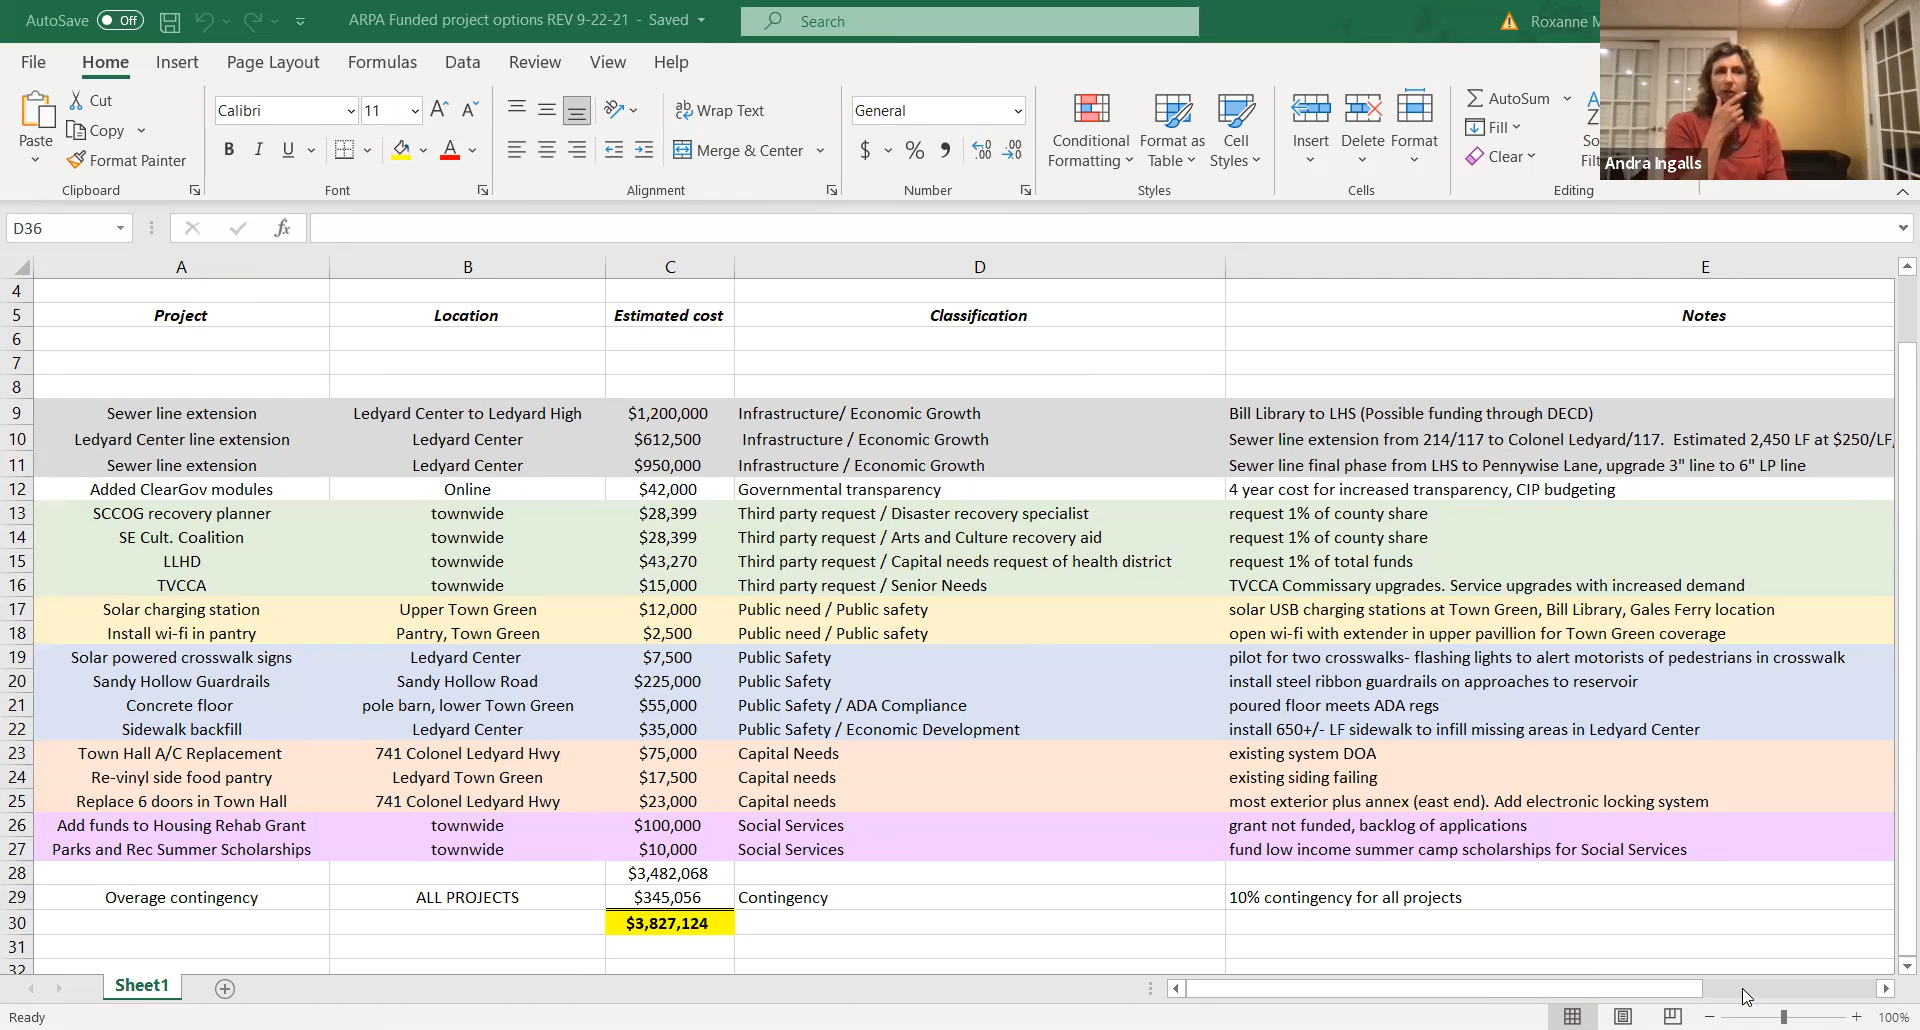 AutoSave Off ARPA Funded project options REV 9-22-21 - Saved Search Roxanne M
File Home Insert Page Layout Formulas Data Review View Help
Andra Ingalls
Paste Cut Copy Format Painter Clipboard
Calibri 11 B I U A A Font
ab Wrap Text Merge & Center Alignment
General $ % Number
Conditional Formatting Format as Table Cell Styles Styles
Insert Delete Format Cells
AutoSum Fill Clear So Filt Editing
D36 fx
A B C D E
4
5 Project Location Estimated cost Classification Notes
6
7
8
9 Sewer line extension Ledyard Center to Ledyard High $1,200,000 Infrastructure/ Economic Growth Bill Library to LHS (Possible funding through DECD)
10 Ledyard Center line extension Ledyard Center $612,500 Infrastructure / Economic Growth Sewer line extension from 214/117 to Colonel Ledyard/117. Estimated 2,450 LF at $250/LF,
11 Sewer line extension Ledyard Center $950,000 Infrastructure / Economic Growth Sewer line final phase from LHS to Pennywise Lane, upgrade 3" line to 6" LP line
12 Added ClearGov modules Online $42,000 Governmental transparency 4 year cost for increased transparency, CIP budgeting
13 SCCOG recovery planner townwide $28,399 Third party request / Disaster recovery specialist request 1% of county share
14 SE Cult. Coalition townwide $28,399 Third party request / Arts and Culture recovery aid request 1% of county share
15 LLHD townwide $43,270 Third party request / Capital needs request of health district request 1% of total funds
16 TVCCA townwide $15,000 Third party request / Senior Needs TVCCA Commissary upgrades. Service upgrades with increased demand
17 Solar charging station Upper Town Green $12,000 Public need / Public safety solar USB charging stations at Town Green, Bill Library, Gales Ferry location
18 Install wi-fi in pantry Pantry, Town Green $2,500 Public need / Public safety open wi-fi with extender in upper pavillion for Town Green coverage
19 Solar powered crosswalk signs Ledyard Center $7,500 Public Safety pilot for two crosswalks- flashing lights to alert motorists of pedestrians in crosswalk
20 Sandy Hollow Guardrails Sandy Hollow Road $225,000 Public Safety install steel ribbon guardrails on approaches to reservoir
21 Concrete floor pole barn, lower Town Green $55,000 Public Safety / ADA Compliance poured floor meets ADA regs
22 Sidewalk backfill Ledyard Center $35,000 Public Safety / Economic Development install 650+/- LF sidewalk to infill missing areas in Ledyard Center
23 Town Hall A/C Replacement 741 Colonel Ledyard Hwy $75,000 Capital Needs existing system DOA
24 Re-vinyl side food pantry Ledyard Town Green $17,500 Capital needs existing siding failing
25 Replace 6 doors in Town Hall 741 Colonel Ledyard Hwy $23,000 Capital needs most exterior plus annex (east end). Add electronic locking system
26 Add funds to Housing Rehab Grant townwide $100,000 Social Services grant not funded, backlog of applications
27 Parks and Rec Summer Scholarships townwide $10,000 Social Services fund low income summer camp scholarships for Social Services
28 $3,482,068
29 Overage contingency ALL PROJECTS $345,056 Contingency 10% contingency for all projects
30 $3,827,124
31
32
Sheet1
Ready 100%